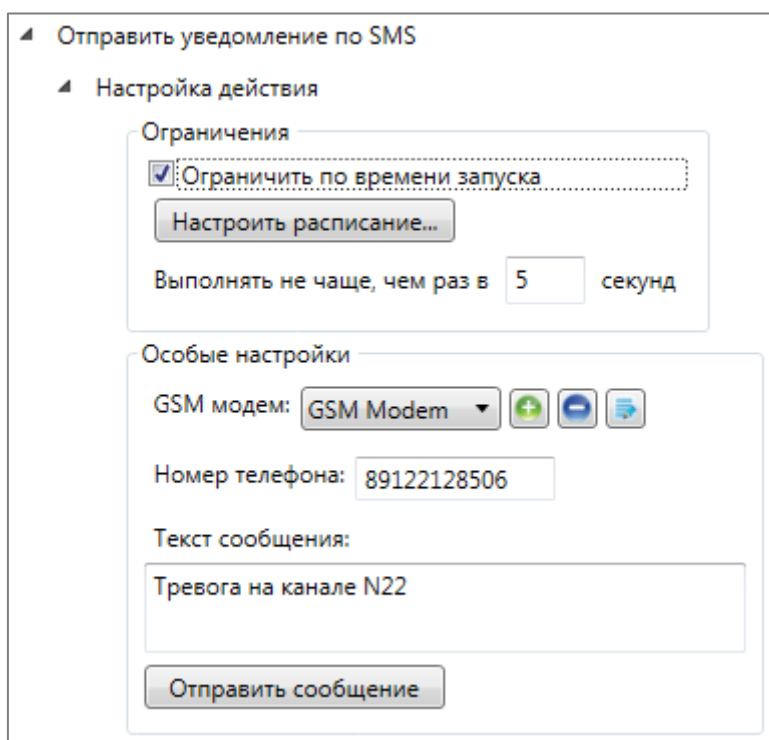 Отправить уведомление по SMS
Настройка действия
Ограничения
Ограничить по времени запуска
Настроить расписание...
Выполнять не чаще, чем раз в 5 секунд
Особые настройки
GSM модем: GSM Modem
Номер телефона: 89122128506
Текст сообщения:
Тревога на канале N22
Отправить сообщение